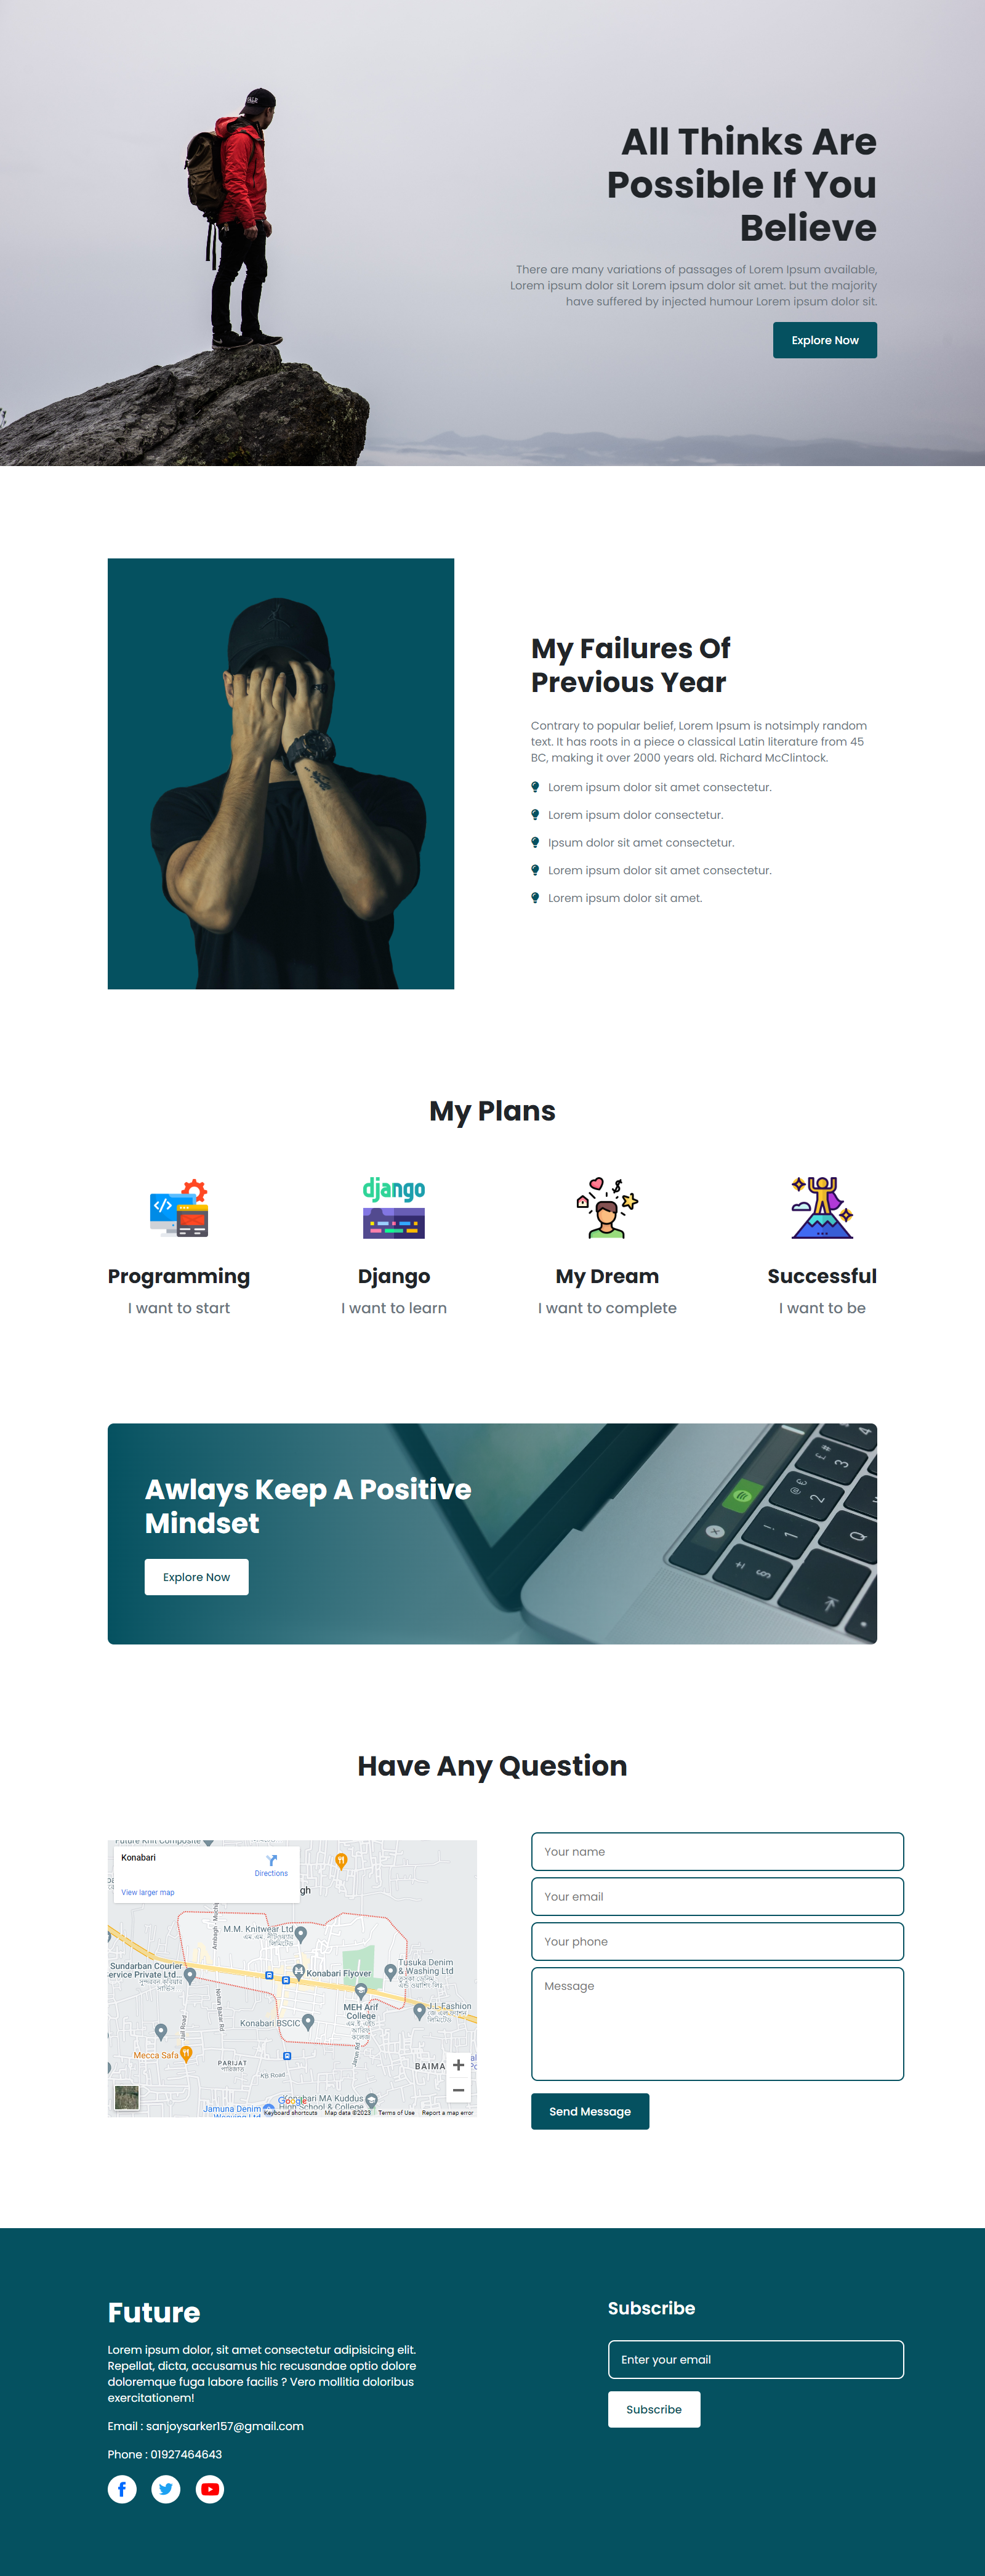 All Thinks Are
Possible If You
Believe
There are many variations of passages of Lorem Ipsum available,
Lorem ipsum dolor sit Lorem ipsum dolor sit amet. but the majority
have suffered by injected humour Lorem ipsum dolor sit.
Explore Now
My Failures Of
Previous Year
Contrary to popular belief, Lorem Ipsum is notsimply random
text. It has roots in a piece o classical Latin literature from 45
BC, making it over 2000 years old. Richard McClintock.
Lorem ipsum dolor sit amet consectetur.
Lorem ipsum dolor consectetur.
Ipsum dolor sit amet consectetur.
Lorem ipsum dolor sit amet consectetur.
Lorem ipsum dolor sit amet.
My Plans
django
Programming
I want to start
Django
I want to learn
My Dream
I want to complete
Successful
I want to be
Awlays Keep A Positive
Mindset
Explore Now
Have Any Question
Future Knit Composite
Konabari
Directions
View larger map
gh
M.M. Knitwear Ltd
Sundarban Courier
Service Private Ltd...
Konabari Flyover
Tusuka Denim
& Washing Ltd
MEH Arif
College
J.L Fashion
Konabari BSCIC
Jail Road
Mecca Safa
PARIJAT
KB Road
BAIMA
Konabari MA Kuddus
High School & College
Jamuna Denim
Google
Keyboard shortcuts
Map data ©2023
Terms of Use
Report a map error
Your name
Your email
Your phone
Message
Send Message
Future
Lorem ipsum dolor, sit amet consectetur adipisicing elit.
Repellat, dicta, accusamus hic recusandae optio dolore
doloremque fuga labore facilis ? Vero mollitia doloribus
exercitationem!
Email : sanjoysarker157@gmail.com
Phone : 01927464643
Subscribe
Enter your email
Subscribe